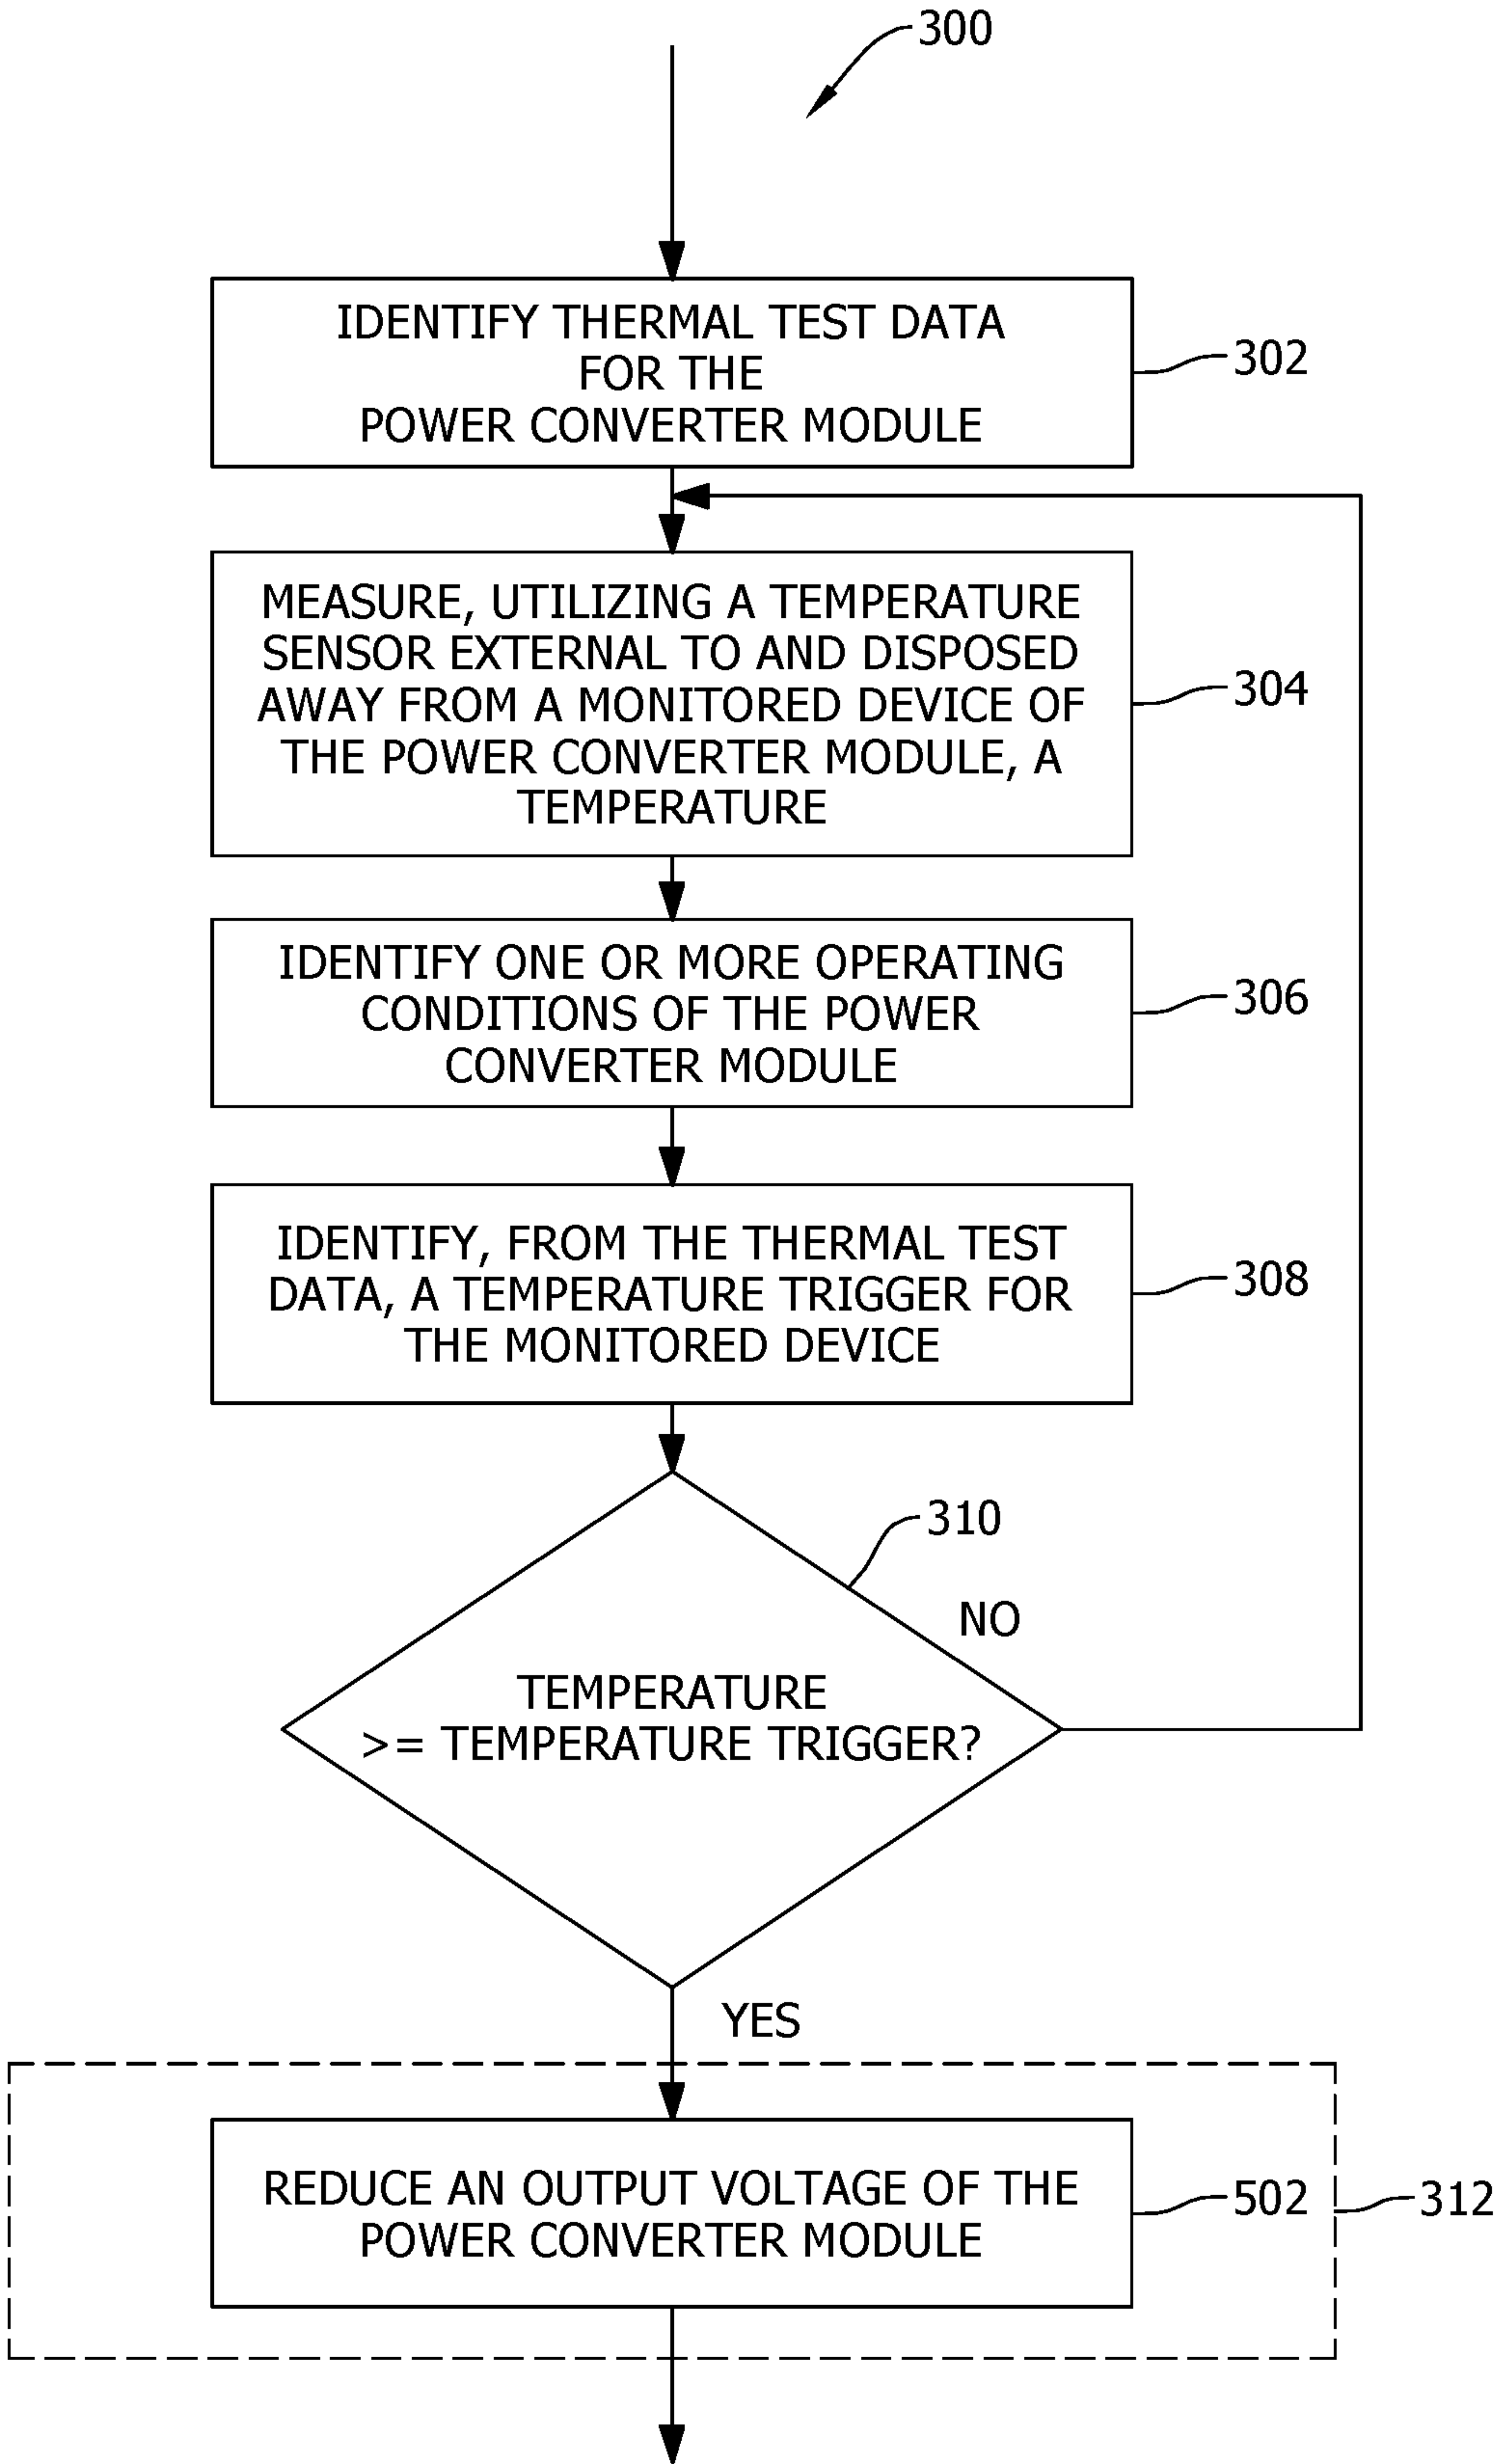 300
IDENTIFY THERMAL TEST DATA
FOR THE
POWER CONVERTER MODULE
302
MEASURE, UTILIZING A TEMPERATURE
SENSOR EXTERNAL TO AND DISPOSED
AWAY FROM A MONITORED DEVICE OF
THE POWER CONVERTER MODULE, A
TEMPERATURE
304
IDENTIFY ONE OR MORE OPERATING
CONDITIONS OF THE POWER
CONVERTER MODULE
306
IDENTIFY, FROM THE THERMAL TEST
DATA, A TEMPERATURE TRIGGER FOR
THE MONITORED DEVICE
308
310
NO
TEMPERATURE
>= TEMPERATURE TRIGGER?
YES
REDUCE AN OUTPUT VOLTAGE OF THE
POWER CONVERTER MODULE
502
312